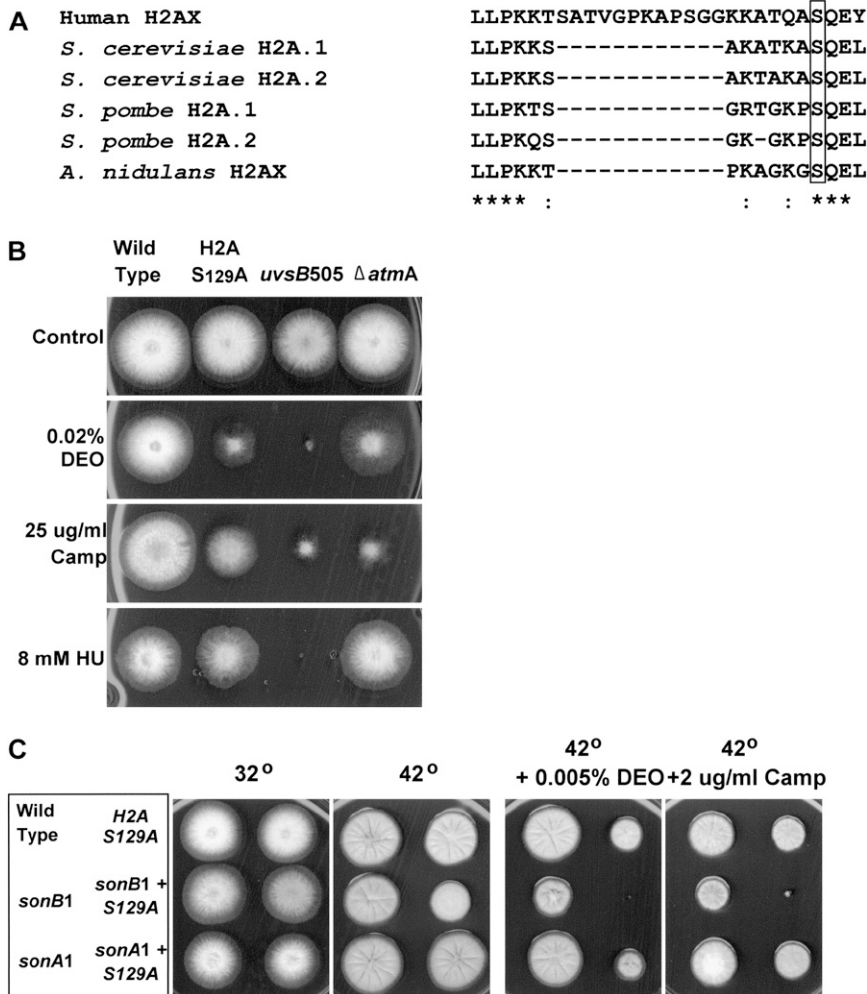 A
Human H2AX LLPKKTSATVGPKAPSGGKKATQASQEY
S. cerevisiae H2A.1 LLPKKS--------------AKATKASQEL
S. cerevisiae H2A.2 LLPKKS--------------AKTAKASQEL
S. pombe H2A.1 LLPKTS--------------GRTGKPSQEL
S. pombe H2A.2 LLPKQS--------------GK-GKPSQEL
A. nidulans H2AX LLPKKT--------------PKAGKGSQEL
**** : : : ***
B
Wild H2A
Type S129A uvsB505 Δ atmA
Control
0.02%
DEO
25 ug/ml
Camp
8 mM HU
C
32° 42° 42° 42°
+ 0.005% DEO +2 ug/ml Camp
Wild H2A
Type S129A
sonB1 sonB1 +
S129A
sonA1 sonA1 +
S129A